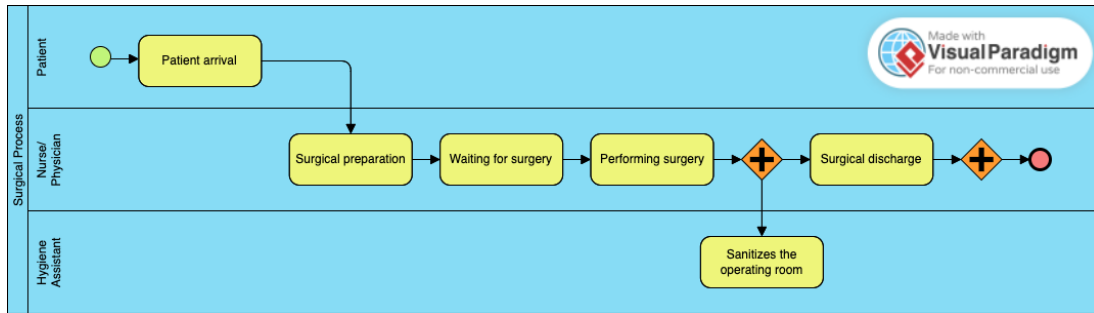 Surgical Process
Patient
Patient arrival
Made with
Visual Paradigm
For non-commercial use
Nurse/
Physician
Surgical preparation
Waiting for surgery
Performing surgery
Surgical discharge
Hygiene
Assistant
Sanitizes the
operating room